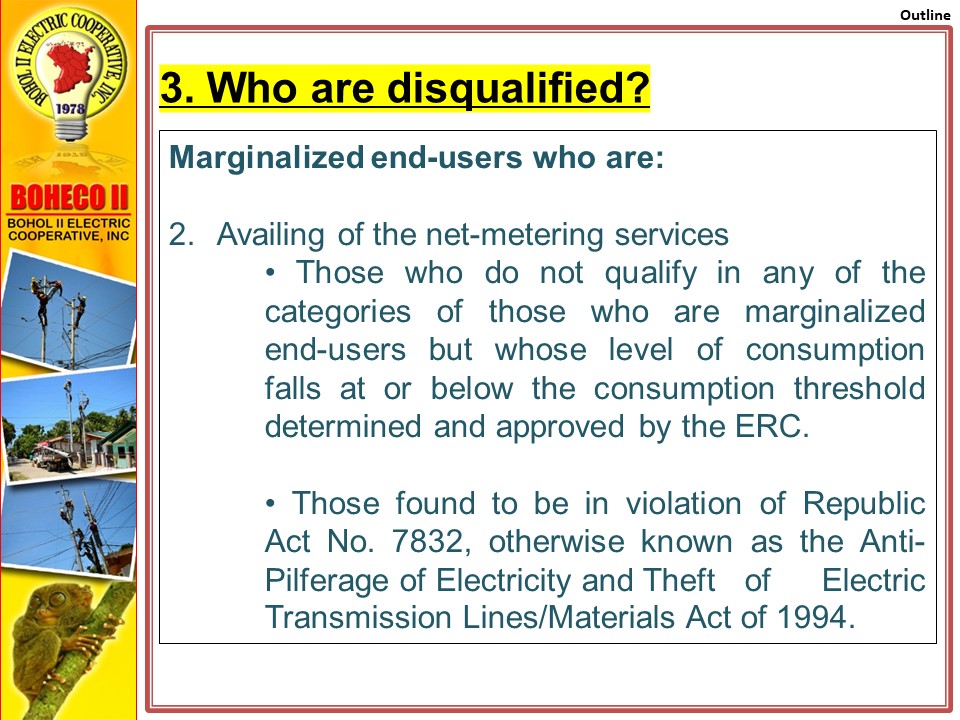 Outline
BOHOL II ELECTRIC COOPERATIVE, INC.
1978
BOHECO II
BOHOL II ELECTRIC
COOPERATIVE, INC
3. Who are disqualified?
Marginalized end-users who are:
2. Availing of the net-metering services
• Those who do not qualify in any of the
categories of those who are marginalized
end-users but whose level of consumption
falls at or below the consumption threshold
determined and approved by the ERC.
• Those found to be in violation of Republic
Act No. 7832, otherwise known as the Anti-
Pilferage of Electricity and Theft of Electric
Transmission Lines/Materials Act of 1994.